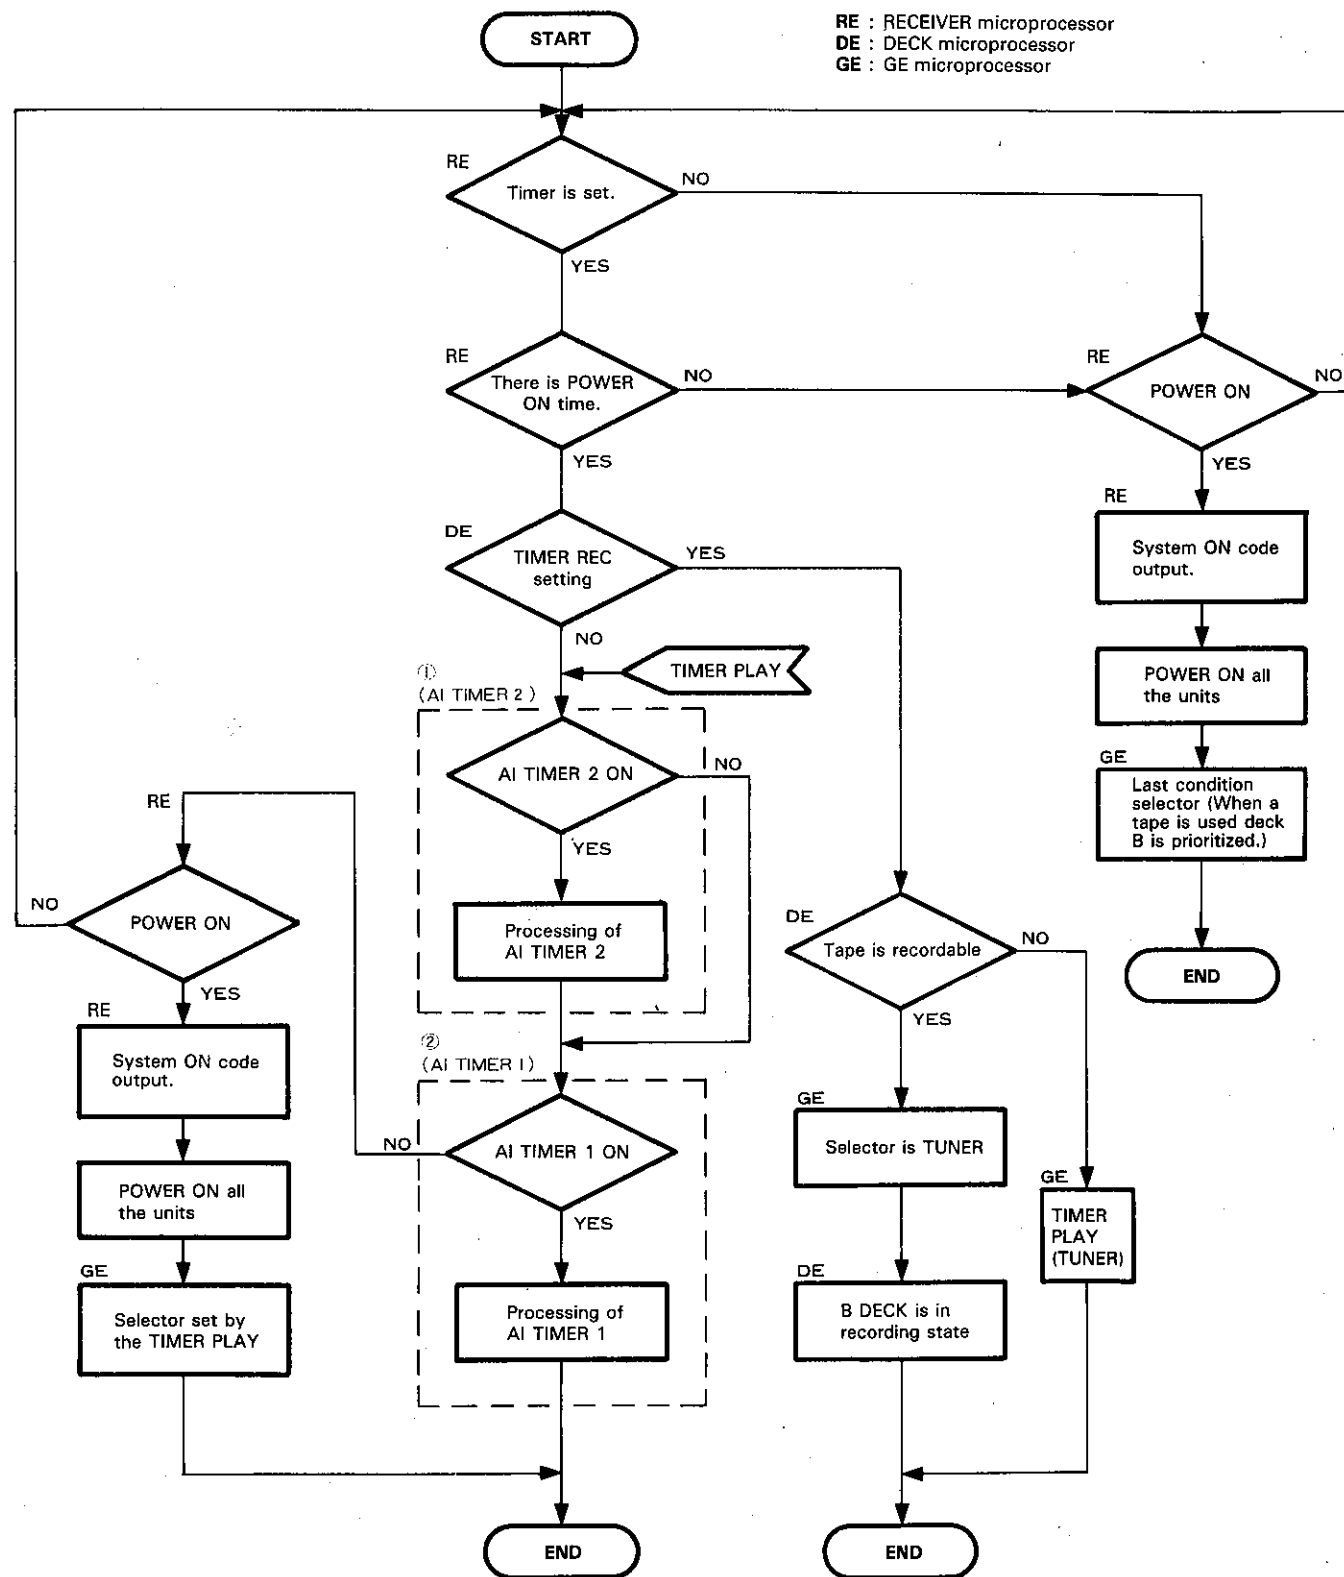 START
RE : RECEIVER microprocessor
DE : DECK microprocessor
GE : GE microprocessor
RE
Timer is set.
NO
YES
RE
There is POWER
ON time.
NO
YES
RE
POWER ON
NO
YES
DE
TIMER REC
setting
YES
NO
RE
System ON code
output.
TIMER PLAY
①
(AI TIMER 2)
POWER ON all
the units
AI TIMER 2 ON
NO
YES
GE
Last condition
selector (When a
tape is used deck
B is prioritized.)
RE
POWER ON
NO
YES
Processing of
AI TIMER 2
DE
Tape is recordable
NO
YES
END
RE
System ON code
output.
②
(AI TIMER 1)
AI TIMER 1 ON
NO
YES
GE
Selector is TUNER
POWER ON all
the units
GE
TIMER
PLAY
(TUNER)
GE
Selector set by
the TIMER PLAY
Processing of
AI TIMER 1
DE
B DECK is in
recording state
END
END